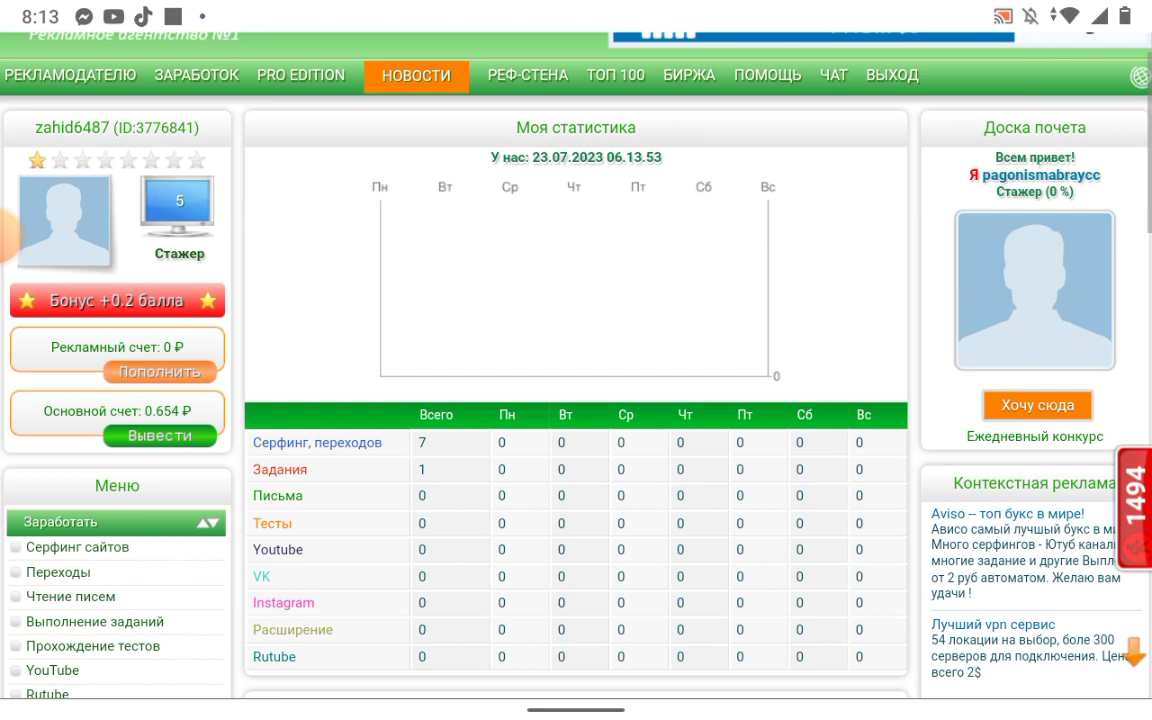 8:13
Рекламное агентство №1
РЕКЛАМОДАТЕЛЮ ЗАРАБОТОК PRO EDITION НОВОСТИ РЕФ-СТЕНА ТОП 100 БИРЖА ПОМОЩЬ ЧАТ ВЫХОД
zahid6487 (ID:3776841)
5
Стажер
Бонус +0.2 балла
Рекламный счет: 0 ₽
Пополнить
Основной счет: 0.654 ₽
Вывести
Меню
Заработать
Серфинг сайтов
Переходы
Чтение писем
Выполнение заданий
Прохождение тестов
YouTube
Rutube
Моя статистика
У нас: 23.07.2023 06.13.53
Пн Вт Ср Чт Пт Сб Вс
0
Всего Пн Вт Ср Чт Пт Сб Вс
Серфинг, переходов 7 0 0 0 0 0 0 0
Задания 1 0 0 0 0 0 0 0
Письма 0 0 0 0 0 0 0 0
Тесты 0 0 0 0 0 0 0 0
Youtube 0 0 0 0 0 0 0 0
VK 0 0 0 0 0 0 0 0
Instagram 0 0 0 0 0 0 0 0
Расширение 0 0 0 0 0 0 0 0
Rutube 0 0 0 0 0 0 0 0
Доска почета
Всем привет!
Я pagonismabraycc
Стажер (0 %)
Хочу сюда
Ежедневный конкурс
1494
Контекстная реклама
Aviso -- топ букс в мире!
Ависо самый лучшый букс в
Много серфингов - Ютуб
многие задание и другие
от 2 руб автоматом. Желаю вам
удачи !
Лучший vpn сервис
54 локации на выбор, боле 300
серверов для подключения.
всего 2$